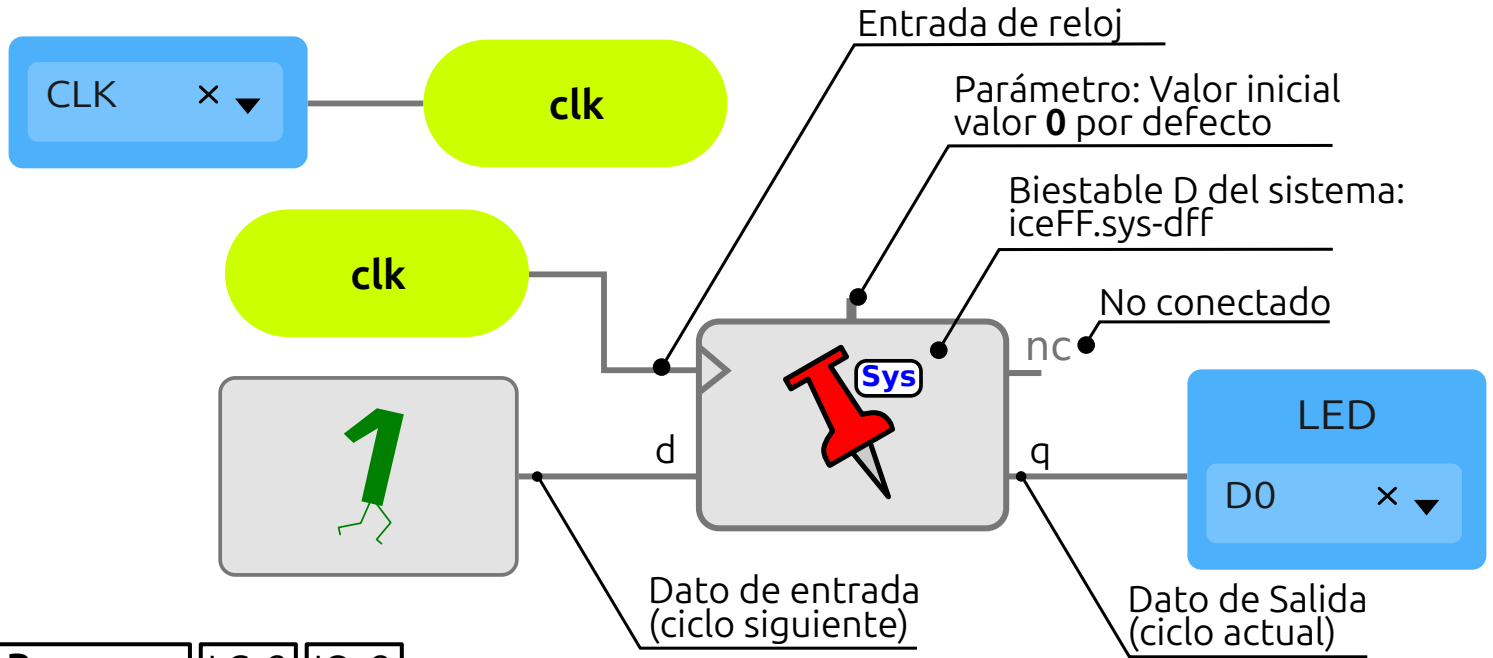 Entrada de reloj
CLK
clk
Parámetro: Valor inicial
valor 0 por defecto
Biestable D del sistema:
iceFF.sys-dff
clk
No conectado
nc
Sys
1
d
q
LED
D0
Dato de entrada
(ciclo siguiente)
Dato de Salida
(ciclo actual)